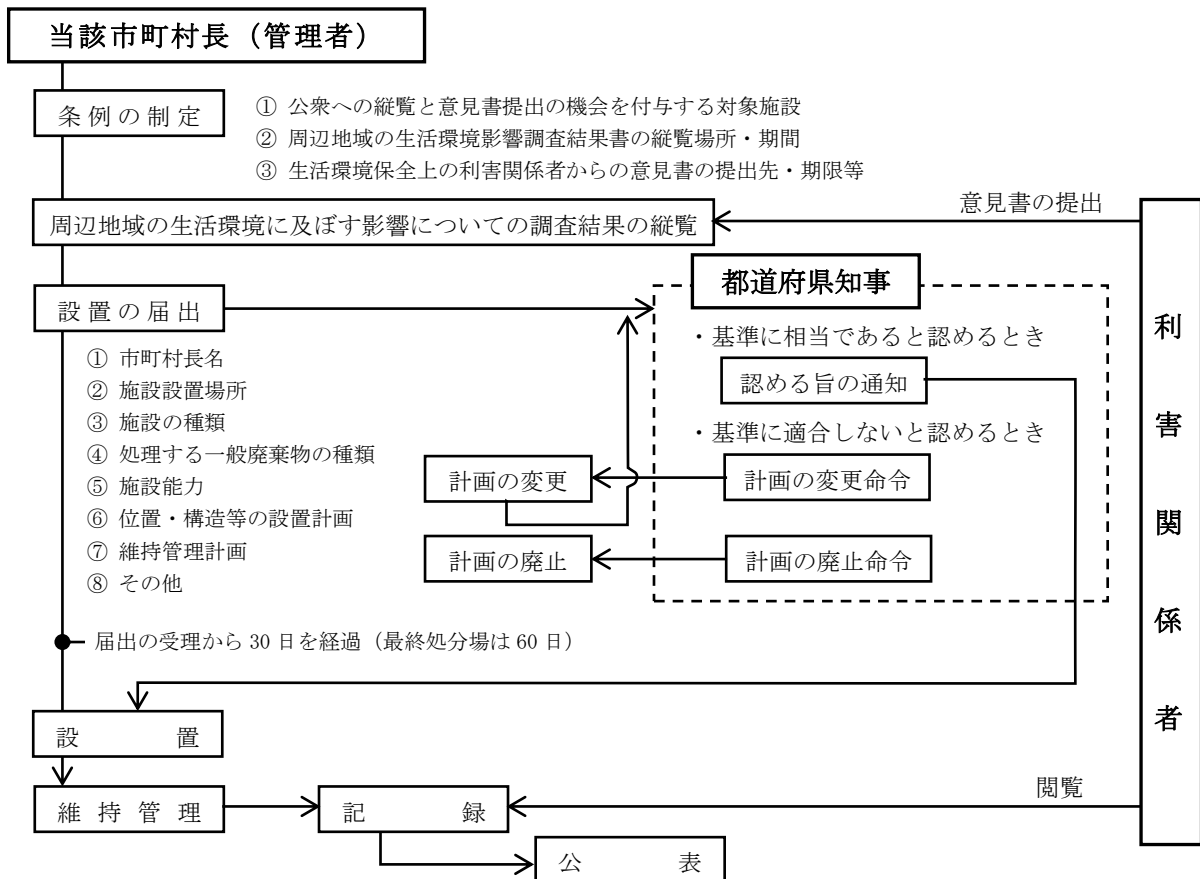 当該市町村長（管理者）
条例の制定
① 公衆への縦覧と意見書提出の機会を付与する対象施設
② 周辺地域の生活環境影響調査結果書の縦覧場所・期間
③ 生活環境保全上の利害関係者からの意見書の提出先・期限等
意見書の提出
周辺地域の生活環境に及ぼす影響についての調査結果の縦覧
都道府県知事
設置の届出
・基準に相当であると認めるとき
① 市町村長名
認める旨の通知
② 施設設置場所
③ 施設の種類
・基準に適合しないと認めるとき
④ 処理する一般廃棄物の種類
計画の変更
計画の変更命令
⑤ 施設能力
⑥ 位置・構造等の設置計画
計画の廃止
計画の廃止命令
⑦ 維持管理計画
⑧ その他
利害関係者
届出の受理から 30 日を経過（最終処分場は 60 日）
設置
維持管理
記録
閲覧
公表